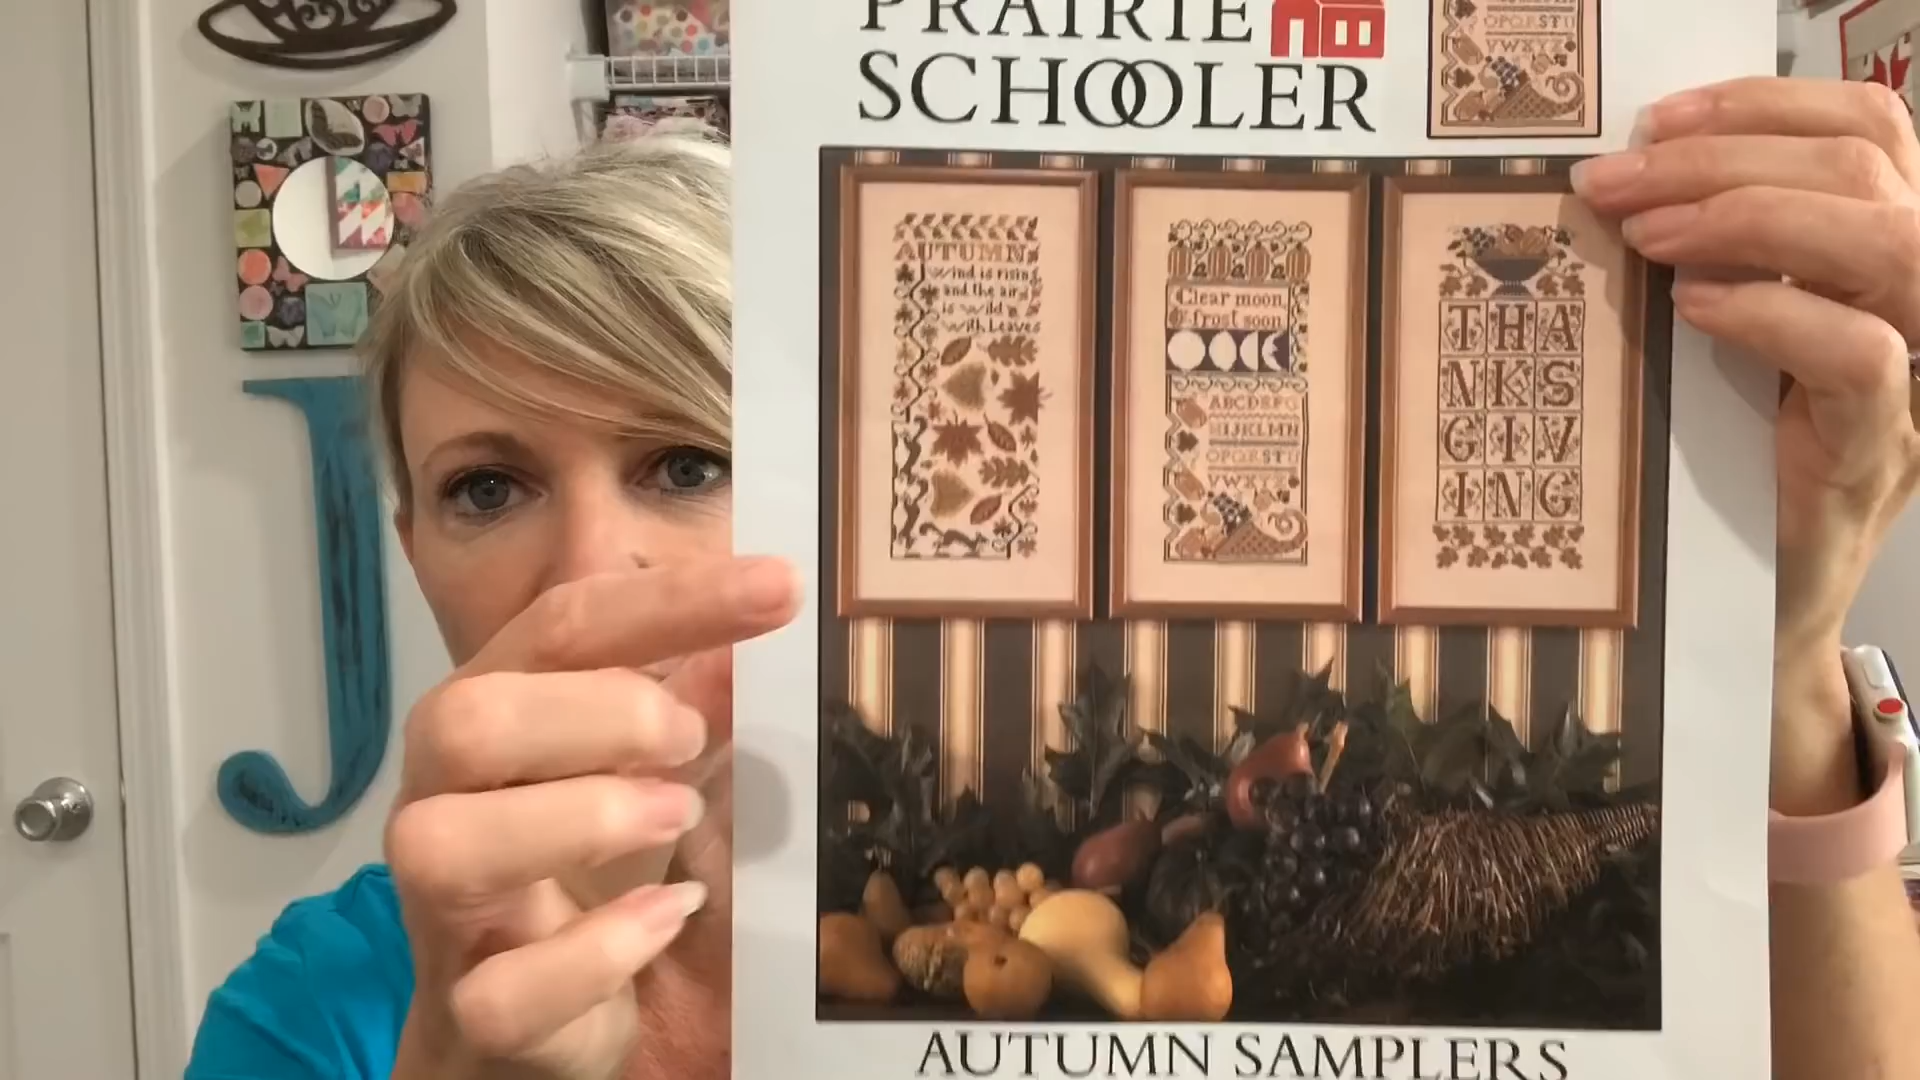 PRAIRIE
SCHOOLER
OPQRSTU
VWXYZ
AUTUMN
Wind is rising
and the air
is wild
with Leaves
Clear moon,
frost soon
ABCDEFG
HIJKLMN
OPQRSTU
VWXYZ
THA
NKS
GIV
ING
AUTUMN SAMPLERS
J